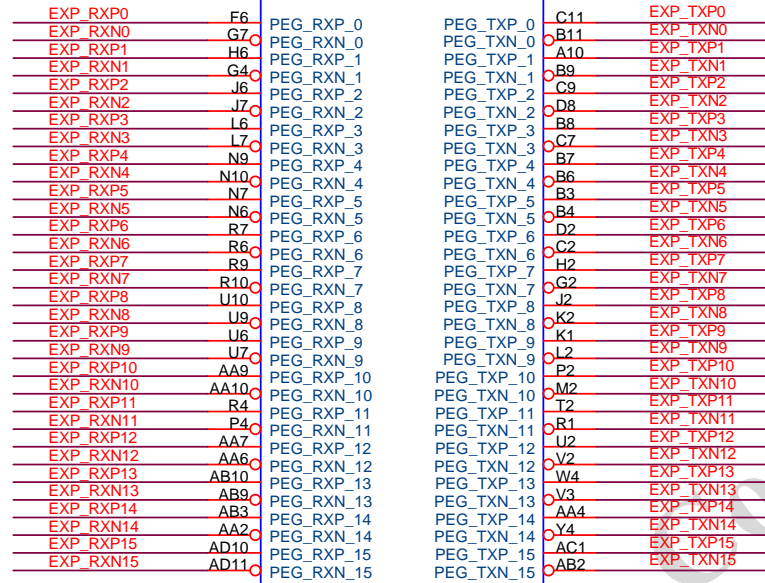 EXP_RXP0 F6 PEG_RXP_0 PEG_TXP_0 C11 EXP_TXP0
EXP_RXN0 G7 PEG_RXN_0 PEG_TXN_0 B11 EXP_TXN0
EXP_RXP1 H6 PEG_RXP_1 PEG_TXP_1 A10 EXP_TXP1
EXP_RXN1 G4 PEG_RXN_1 PEG_TXN_1 B9 EXP_TXN1
EXP_RXP2 J6 PEG_RXP_2 PEG_TXP_2 C9 EXP_TXP2
EXP_RXN2 J7 PEG_RXN_2 PEG_TXN_2 D8 EXP_TXN2
EXP_RXP3 L6 PEG_RXP_3 PEG_TXP_3 B8 EXP_TXP3
EXP_RXN3 L7 PEG_RXN_3 PEG_TXN_3 C7 EXP_TXN3
EXP_RXP4 N9 PEG_RXP_4 PEG_TXP_4 B7 EXP_TXP4
EXP_RXN4 N10 PEG_RXN_4 PEG_TXN_4 B6 EXP_TXN4
EXP_RXP5 N7 PEG_RXP_5 PEG_TXP_5 B3 EXP_TXP5
EXP_RXN5 N6 PEG_RXN_5 PEG_TXN_5 B4 EXP_TXN5
EXP_RXP6 R7 PEG_RXP_6 PEG_TXP_6 D2 EXP_TXP6
EXP_RXN6 R6 PEG_RXN_6 PEG_TXN_6 C2 EXP_TXN6
EXP_RXP7 R9 PEG_RXP_7 PEG_TXP_7 H2 EXP_TXP7
EXP_RXN7 R10 PEG_RXN_7 PEG_TXN_7 G2 EXP_TXN7
EXP_RXP8 U10 PEG_RXP_8 PEG_TXP_8 J2 EXP_TXP8
EXP_RXN8 U9 PEG_RXN_8 PEG_TXN_8 K2 EXP_TXN8
EXP_RXP9 U6 PEG_RXP_9 PEG_TXP_9 K1 EXP_TXP9
EXP_RXN9 U7 PEG_RXN_9 PEG_TXN_9 L2 EXP_TXN9
EXP_RXP10 AA9 PEG_RXP_10 PEG_TXP_10 P2 EXP_TXP10
EXP_RXN10 AA10 PEG_RXN_10 PEG_TXN_10 M2 EXP_TXN10
EXP_RXP11 R4 PEG_RXP_11 PEG_TXP_11 T2 EXP_TXP11
EXP_RXN11 P4 PEG_RXN_11 PEG_TXN_11 R1 EXP_TXN11
EXP_RXP12 AA7 PEG_RXP_12 PEG_TXP_12 U2 EXP_TXP12
EXP_RXN12 AA6 PEG_RXN_12 PEG_TXN_12 V2 EXP_TXN12
EXP_RXP13 AB10 PEG_RXP_13 PEG_TXP_13 W4 EXP_TXP13
EXP_RXN13 AB9 PEG_RXN_13 PEG_TXN_13 V3 EXP_TXN13
EXP_RXP14 AB3 PEG_RXP_14 PEG_TXP_14 AA4 EXP_TXP14
EXP_RXN14 AA2 PEG_RXN_14 PEG_TXN_14 Y4 EXP_TXN14
EXP_RXP15 AD10 PEG_RXP_15 PEG_TXP_15 AC1 EXP_TXP15
EXP_RXN15 AD11 PEG_RXN_15 PEG_TXN_15 AB2 EXP_TXN15